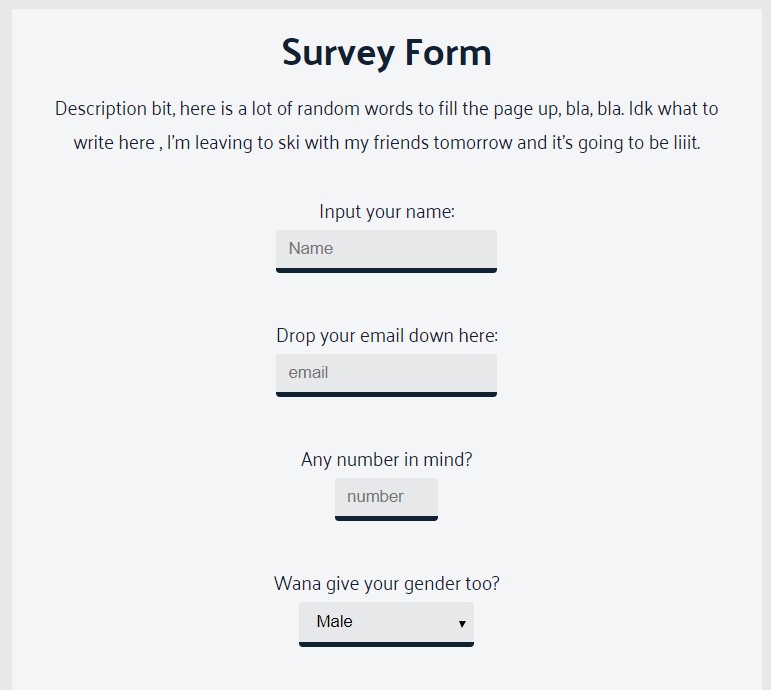 Survey Form
Description bit, here is a lot of random words to fill the page up, bla, bla. Idk what to
write here , I'm leaving to ski with my friends tomorrow and it's going to be liiit.
Input your name:
Name
Drop your email down here:
email
Any number in mind?
number
Wana give your gender too?
Male